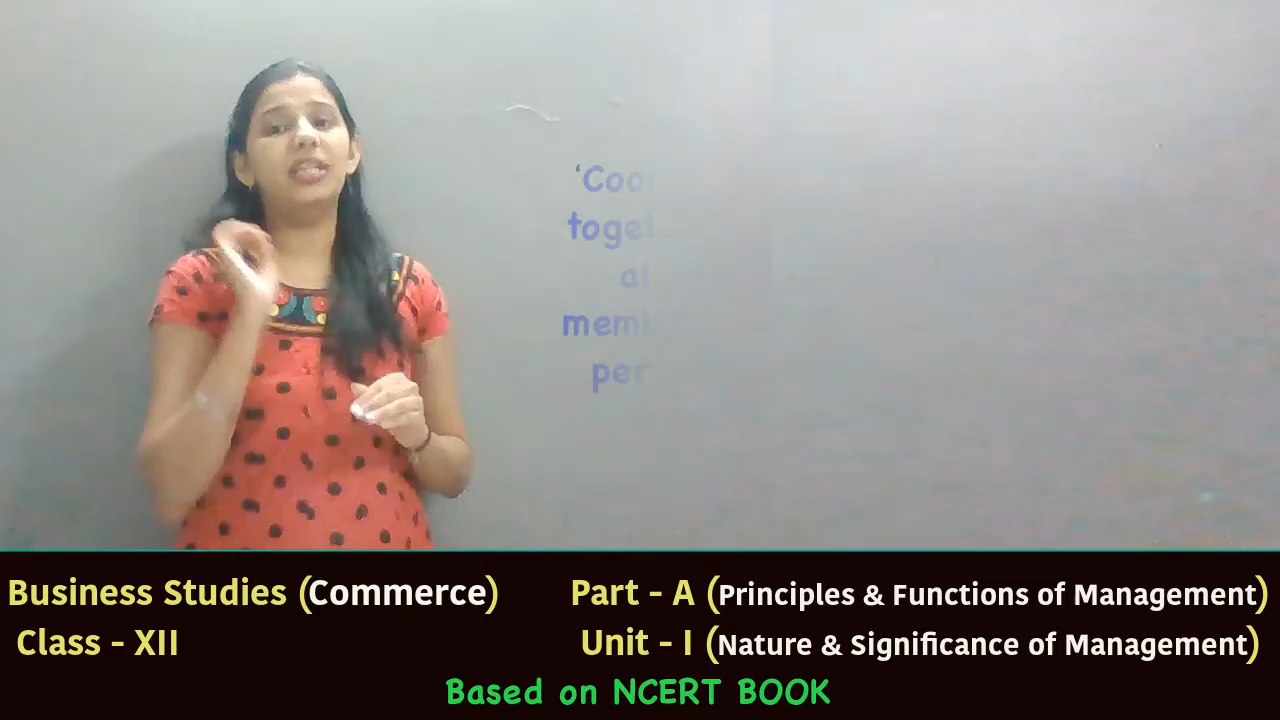 Business Studies (Commerce)
Part - A (Principles & Functions of Management)
Class - XII
Unit - I (Nature & Significance of Management)
Based on NCERT BOOK